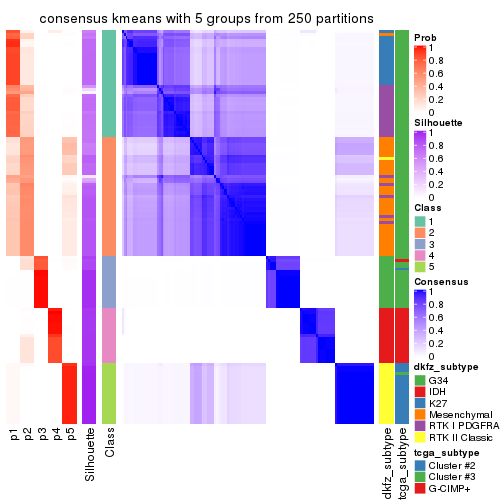 consensus kmeans with 5 groups from 250 partitions
p1
p2
p3
p4
p5
Silhouette
Class
dkfz_subtype
tcga_subtype
Prob
1
0.8
0.6
0.4
0.2
0
Silhouette
1
0.8
0.6
0.4
0.2
0
Class
1
2
3
4
5
Consensus
1
0.8
0.6
0.4
0.2
0
dkfz_subtype
G34
IDH
K27
Mesenchymal
RTK I PDGFRA
RTK II Classic
tcga_subtype
Cluster #2
Cluster #3
G-CIMP+